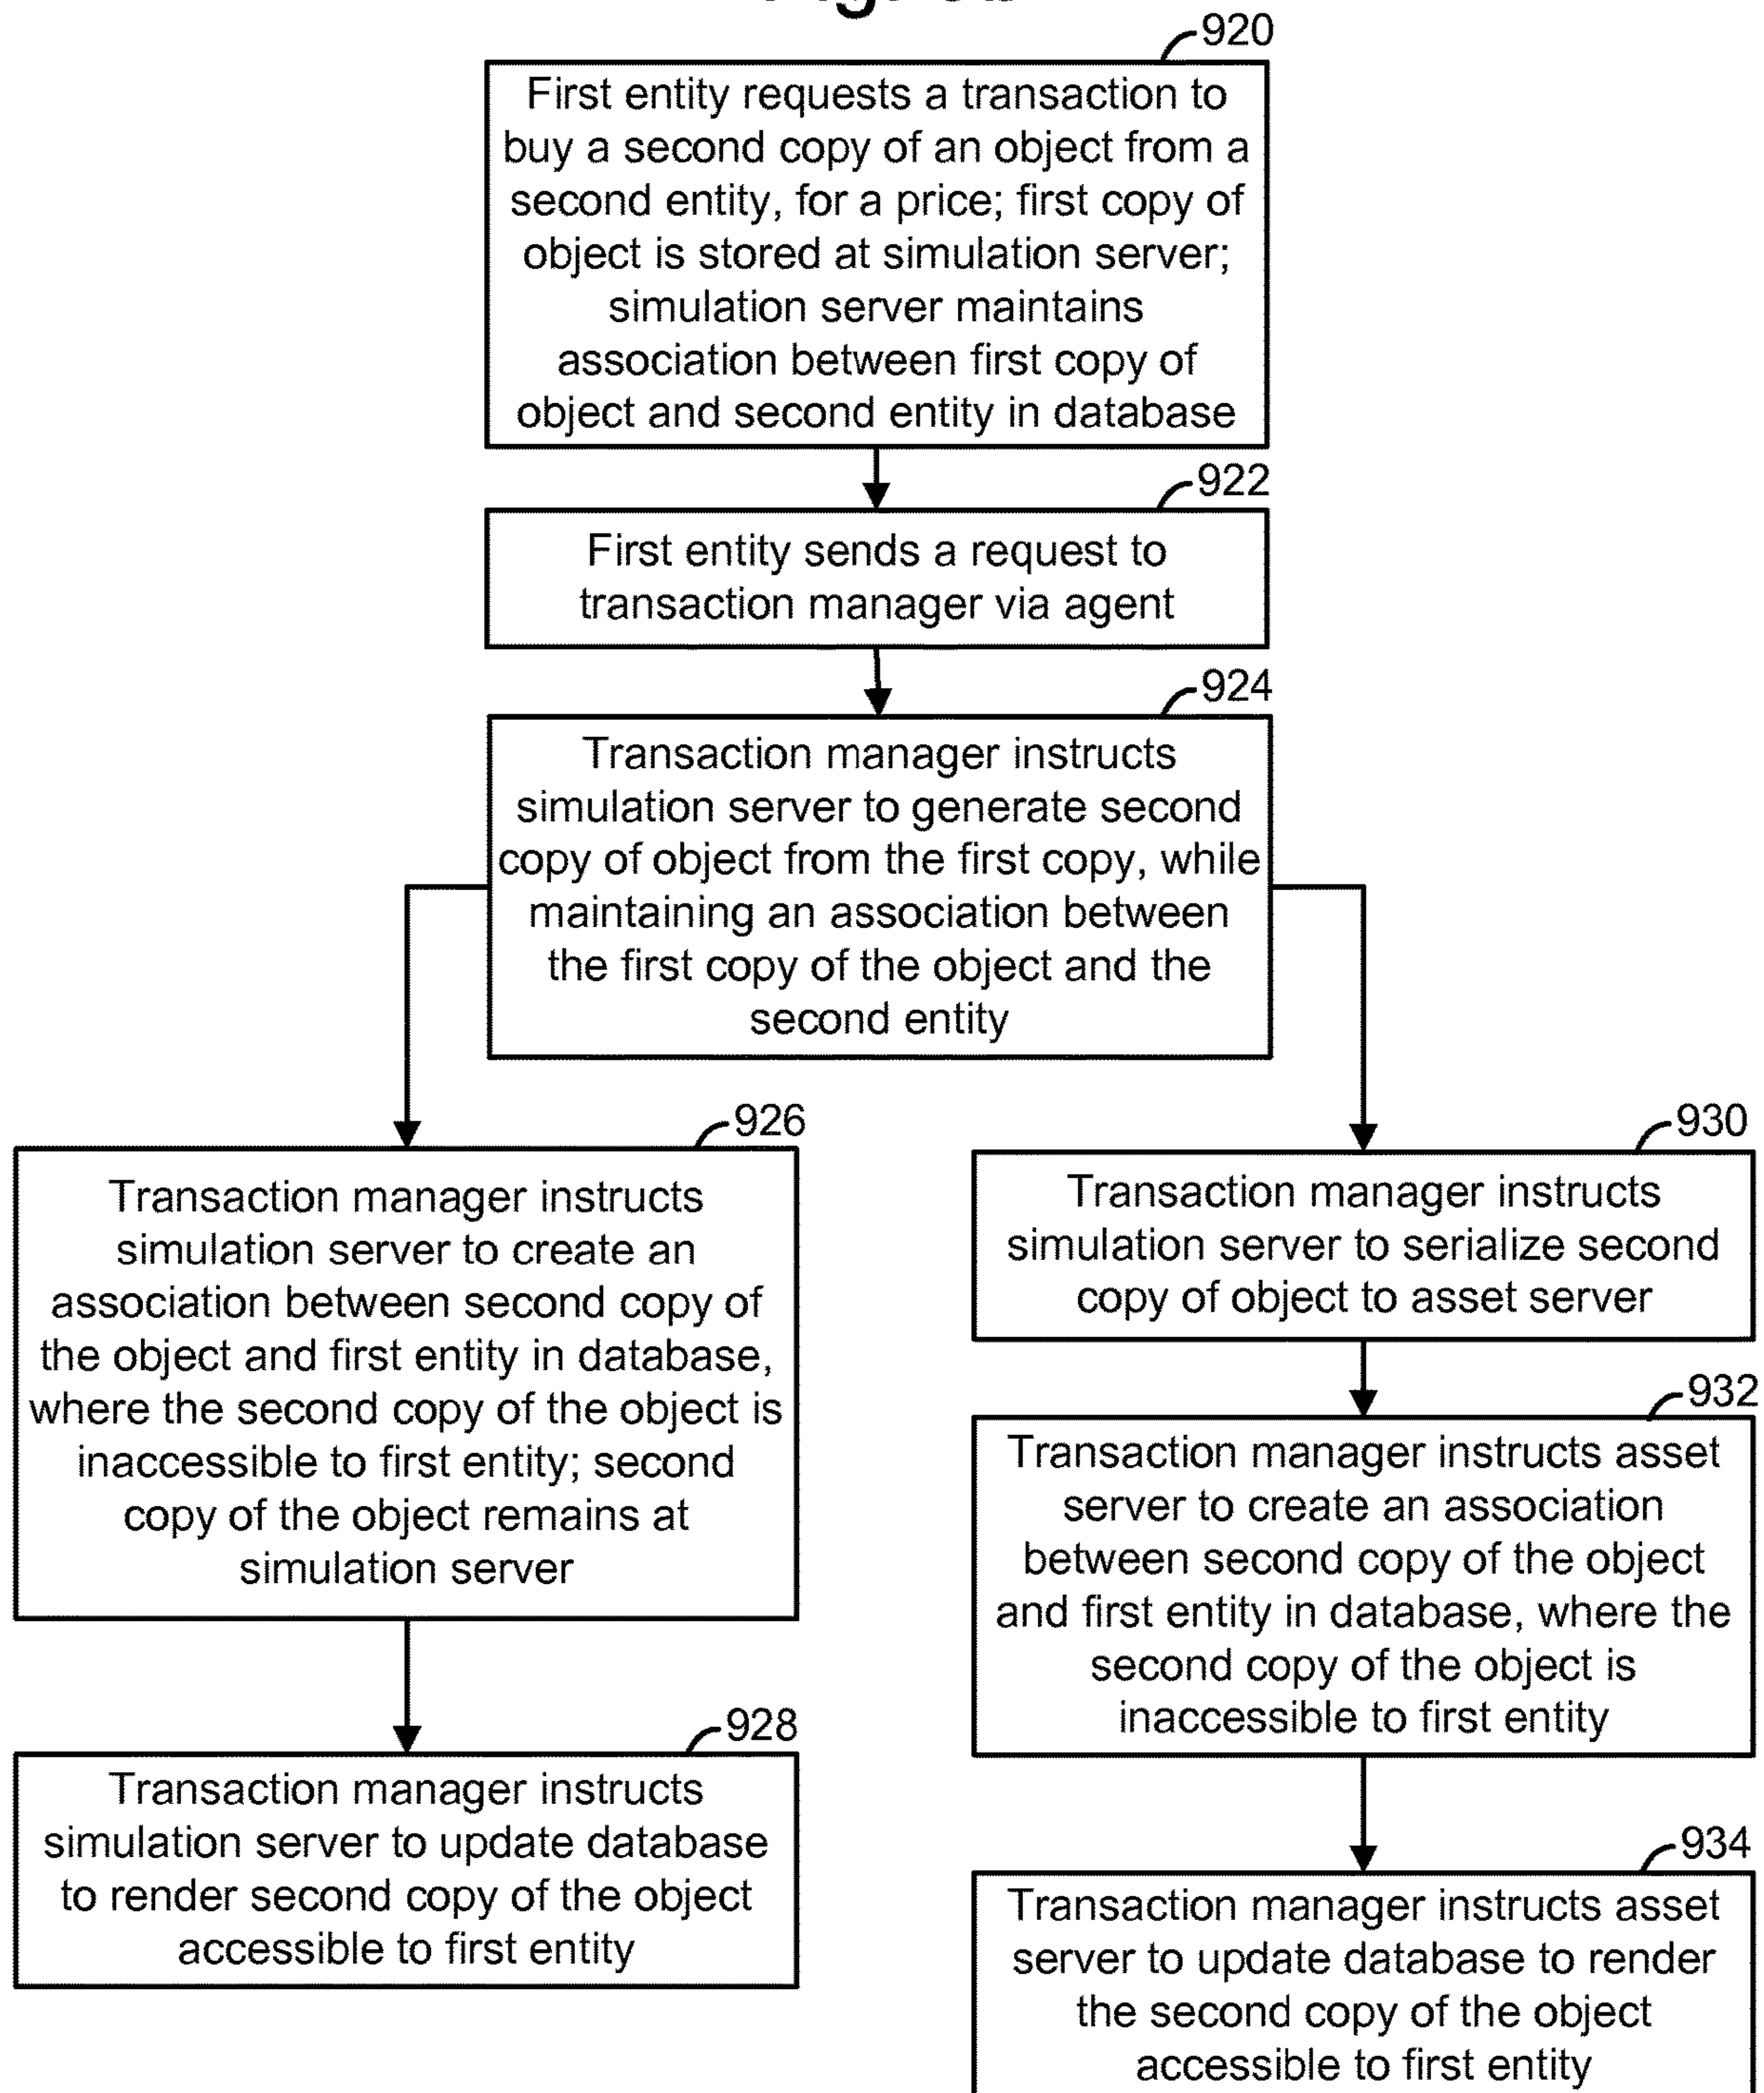 920
First entity requests a transaction to
buy a second copy of an object from a
second entity, for a price; first copy of
object is stored at simulation server;
simulation server maintains
association between first copy of
object and second entity in database
922
First entity sends a request to
transaction manager via agent
924
Transaction manager instructs
simulation server to generate second
copy of object from the first copy, while
maintaining an association between
the first copy of the object and the
second entity
926
Transaction manager instructs
simulation server to create an
association between second copy of
the object and first entity in database,
where the second copy of the object is
inaccessible to first entity; second
copy of the object remains at
simulation server
928
Transaction manager instructs
simulation server to update database
to render second copy of the object
accessible to first entity
930
Transaction manager instructs
simulation server to serialize second
copy of object to asset server
932
Transaction manager instructs asset
server to create an association
between second copy of the object
and first entity in database, where the
second copy of the object is
inaccessible to first entity
934
Transaction manager instructs asset
server to update database to render
the second copy of the object
accessible to first entity